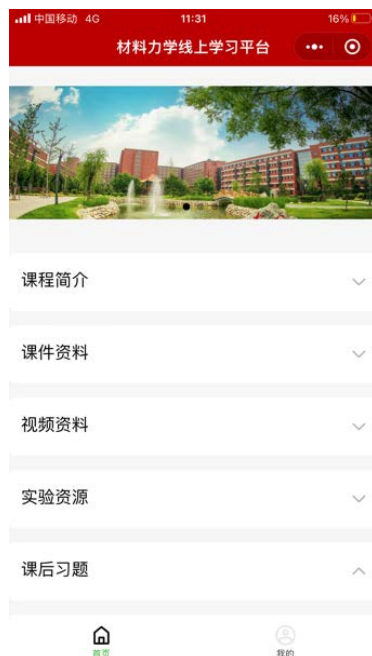 中国移动 4G 11:31 16%
材料力学线上学习平台
课程简介
课件资料
视频资料
实验资源
课后习题
首页 我的